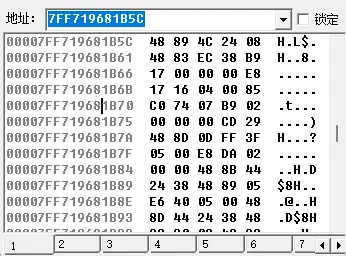 地址: 7FF719681B5C 锁定
00007FF719681B5C 48 89 4C 24 08 H.L$.
00007FF719681B61 48 83 EC 38 B9 H..8.
00007FF719681B66 17 00 00 00 E8 .....
00007FF719681B6B 17 16 04 00 85 .....
00007FF719681B70 C0 74 07 B9 02 .t...
00007FF719681B75 00 00 00 CD 29 ....)
00007FF719681B7A 48 8D 0D FF 3F H...?
00007FF719681B7F 05 00 E8 DA 02 .....
00007FF719681B84 00 00 48 8B 44 ..H.D
00007FF719681B89 24 38 48 89 05 $8H..
00007FF719681B8E E6 40 05 00 48 .@..H
00007FF719681B93 8D 44 24 38 48 .D$8H
1 2 3 4 5 6 7